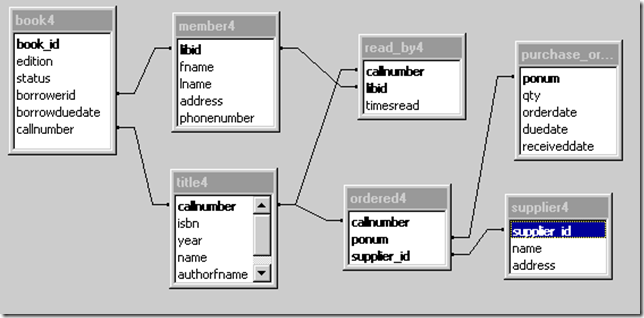 book4
book_id
edition
status
borrowerid
borrowduedate
callnumber
member4
libid
fname
lname
address
phonenumber
read_by4
callnumber
libid
timesread
purchase_or...
ponum
qty
orderdate
duedate
receiveddate
title4
callnumber
isbn
year
name
authorfname
ordered4
callnumber
ponum
supplier_id
supplier4
supplier_id
name
address